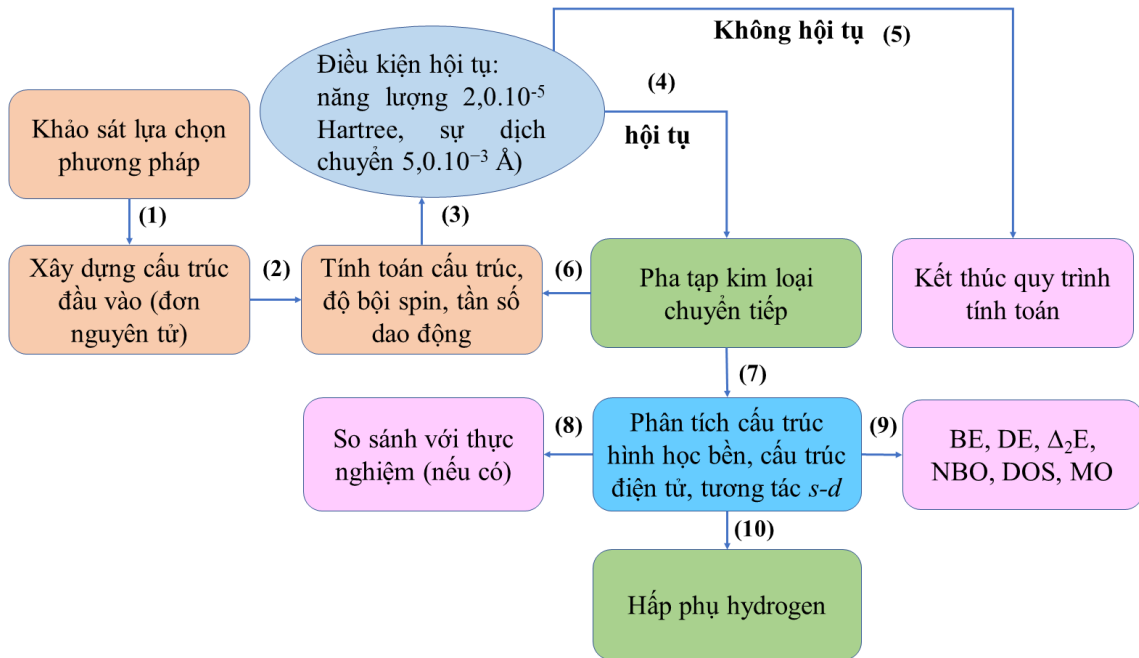 Không hội tụ (5)
Điều kiện hội tụ:
năng lượng 2,0.10⁻⁵
Hartree, sự dịch
chuyển 5,0.10⁻³ Å)
(4)
hội tụ
Khảo sát lựa chọn
phương pháp
(1)
(3)
Xây dựng cấu trúc
đầu vào (đơn
nguyên tử)
(2)
Tính toán cấu trúc,
độ bội spin, tần số
dao động
(6)
Pha tạp kim loại
chuyển tiếp
Kết thúc quy trình
tính toán
(7)
So sánh với thực
nghiệm (nếu có)
(8)
Phân tích cấu trúc
hình học bền, cấu trúc
điện tử, tương tác s-d
(9)
BE, DE, Δ₂E,
NBO, DOS, MO
(10)
Hấp phụ hydrogen